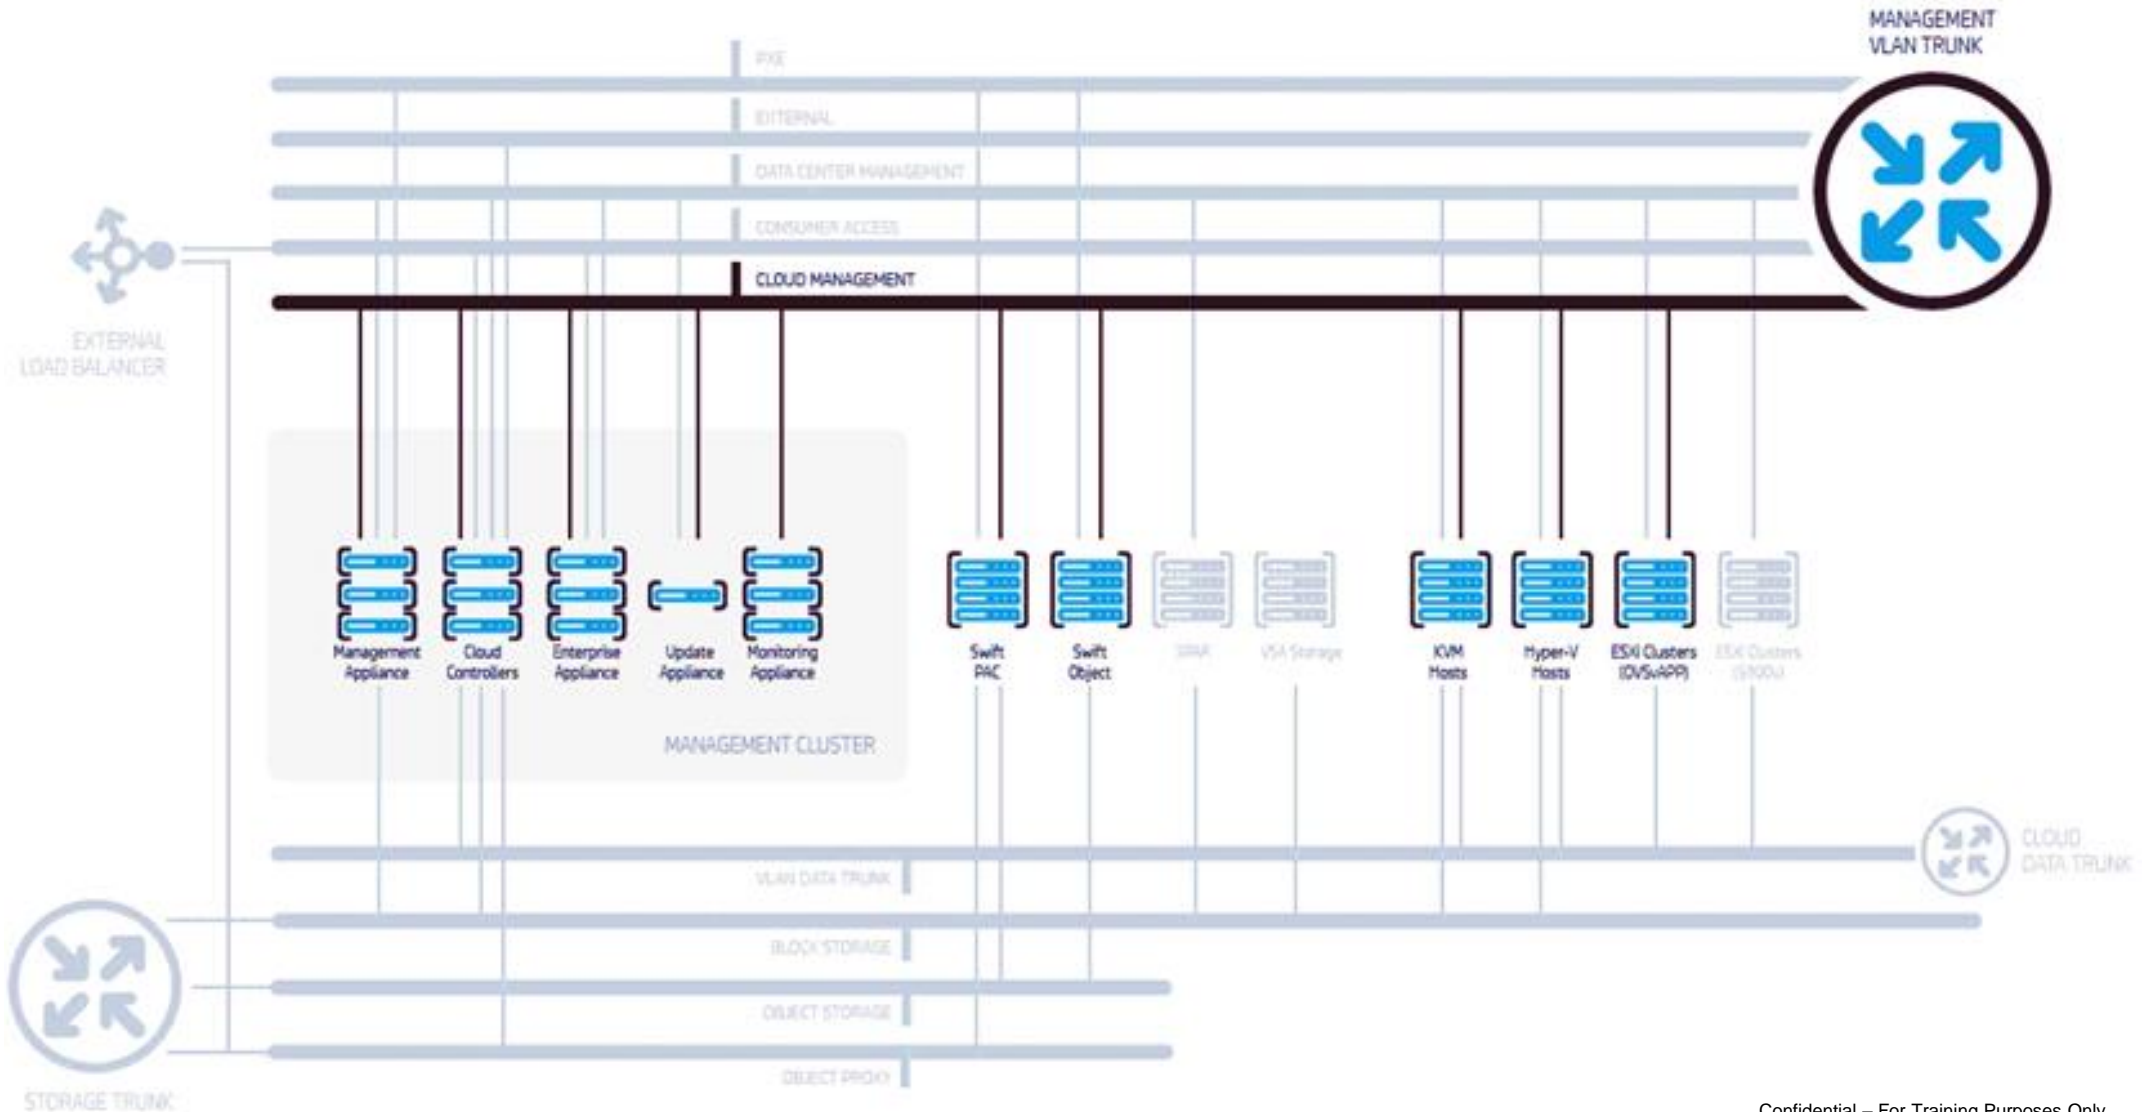 MANAGEMENT
VLAN TRUNK
PXE
EXTERNAL
DATA CENTER MANAGEMENT
CONSUMER ACCESS
CLOUD MANAGEMENT
EXTERNAL
LOAD BALANCER
Management
Appliance
Cloud
Controllers
Enterprise
Appliance
Update
Appliance
Monitoring
Appliance
Swift
PAC
Swift
Object
3PAR
VSA Storage
KVM
Hosts
Hyper-V
Hosts
ESXi Clusters
(OVSvAPP)
ESXi Clusters
MANAGEMENT CLUSTER
CLOUD
DATA TRUNK
VLAN DATA TRUNK
BLOCK STORAGE
OBJECT STORAGE
OBJECT PROXY
STORAGE TRUNK
Confidential – For Training Purposes Only